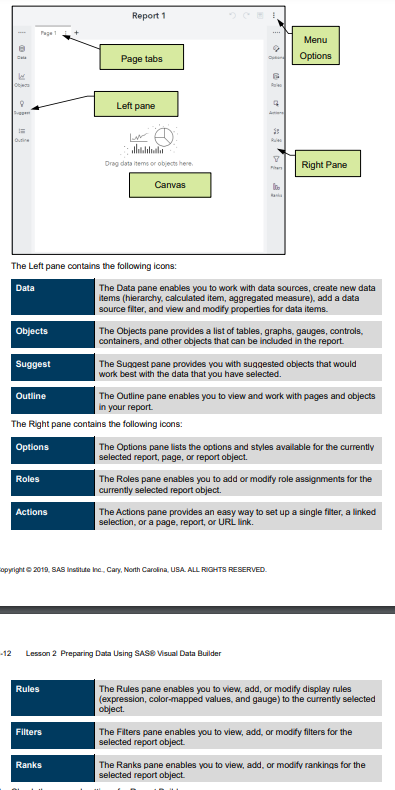 Report 1
Page 1
+
Page tabs
Menu
Options
Data
Objects
Suggest
Outline
Left pane
Options
Roles
Actions
Rules
Filters
Ranks
Right Pane
Drag data items or objects here.
Canvas
The Left pane contains the following icons:
Data
The Data pane enables you to work with data sources, create new data
items (hierarchy, calculated item, aggregated measure), add a data
source filter, and view and modify properties for data items.
Objects
The Objects pane provides a list of tables, graphs, gauges, controls,
containers, and other objects that can be included in the report.
Suggest
The Suggest pane provides you with suggested objects that would
work best with the data that you have selected.
Outline
The Outline pane enables you to view and work with pages and objects
in your report.
The Right pane contains the following icons:
Options
The Options pane lists the options and styles available for the currently
selected report, page, or report object.
Roles
The Roles pane enables you to add or modify role assignments for the
currently selected report object.
Actions
The Actions pane provides an easy way to set up a single filter, a linked
selection, or a page, report, or URL link.
opyright © 2019, SAS Institute Inc., Cary, North Carolina, USA. ALL RIGHTS RESERVED.
-12 Lesson 2 Preparing Data Using SAS® Visual Data Builder
Rules
The Rules pane enables you to view, add, or modify display rules
(expression, color-mapped values, and gauge) to the currently selected
object.
Filters
The Filters pane enables you to view, add, or modify filters for the
selected report object.
Ranks
The Ranks pane enables you to view, add, or modify rankings for the
selected report object.